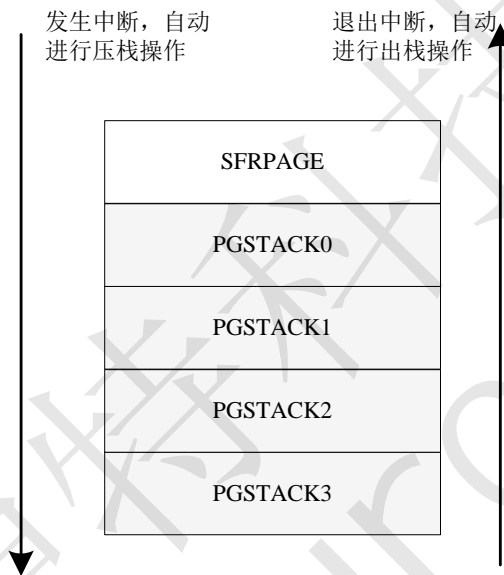 发生中断，自动
进行压栈操作
退出中断，自动
进行出栈操作
SFRPAGE
PGSTACK0
PGSTACK1
PGSTACK2
PGSTACK3